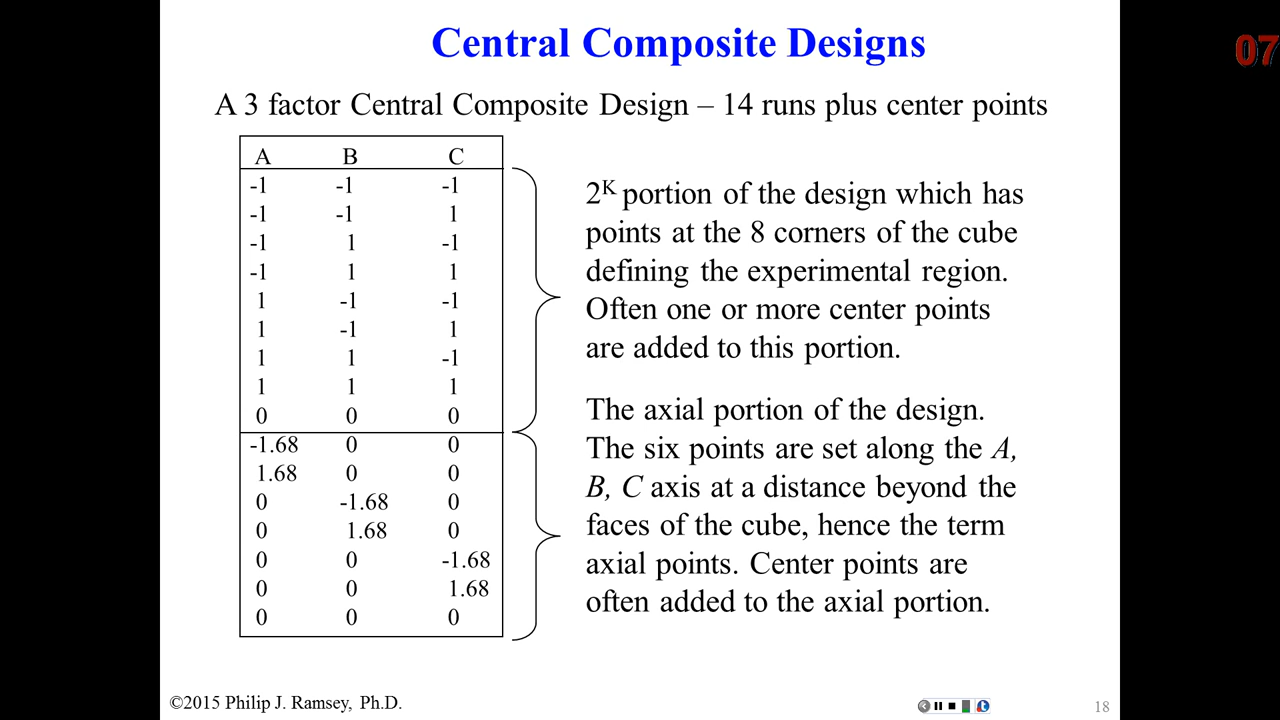 Central Composite Designs
07
A 3 factor Central Composite Design – 14 runs plus center points
A B C
-1 -1 -1
-1 -1 1
-1 1 -1
-1 1 1
1 -1 -1
1 -1 1
1 1 -1
1 1 1
0 0 0
-1.68 0 0
1.68 0 0
0 -1.68 0
0 1.68 0
0 0 -1.68
0 0 1.68
0 0 0
2K portion of the design which has
points at the 8 corners of the cube
defining the experimental region.
Often one or more center points
are added to this portion.
The axial portion of the design.
The six points are set along the A,
B, C axis at a distance beyond the
faces of the cube, hence the term
axial points. Center points are
often added to the axial portion.
©2015 Philip J. Ramsey, Ph.D.
18